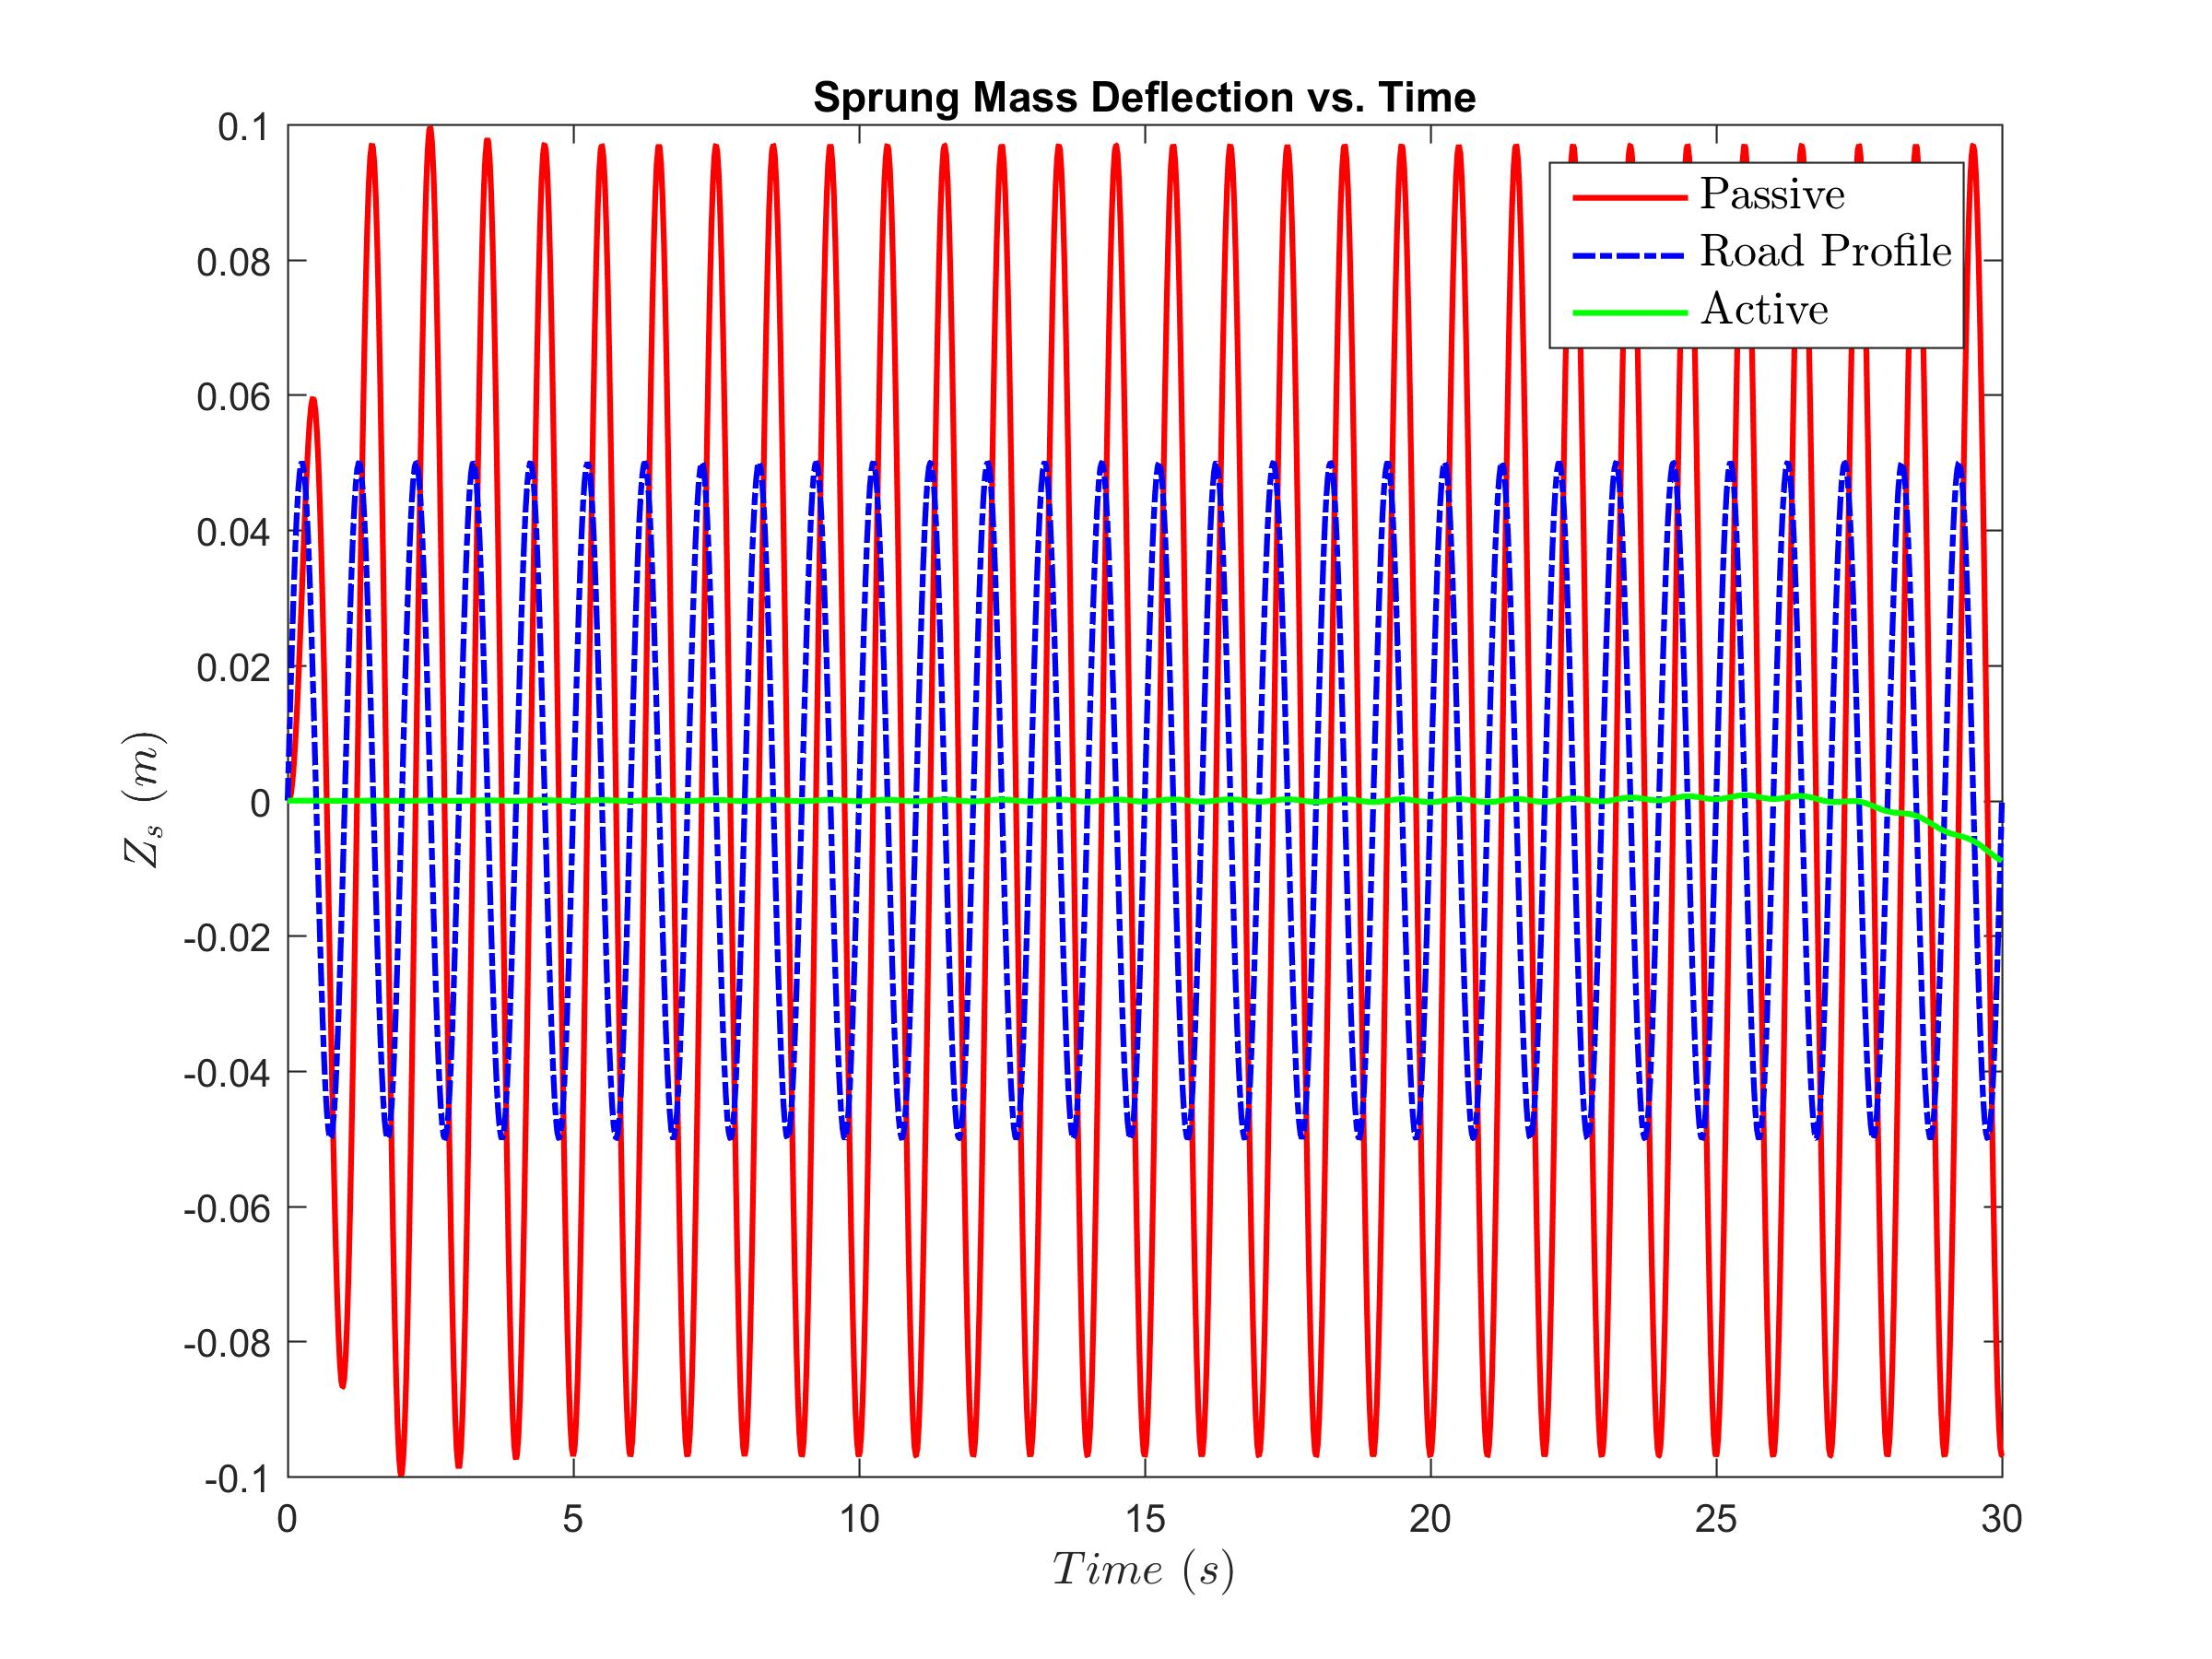 Sprung Mass Deflection vs. Time
0.1
0.08
0.06
0.04
0.02
0
-0.02
-0.04
-0.06
-0.08
-0.1
Z_s (m)
Passive
Road Profile
Active
0 5 10 15 20 25 30
Time (s)